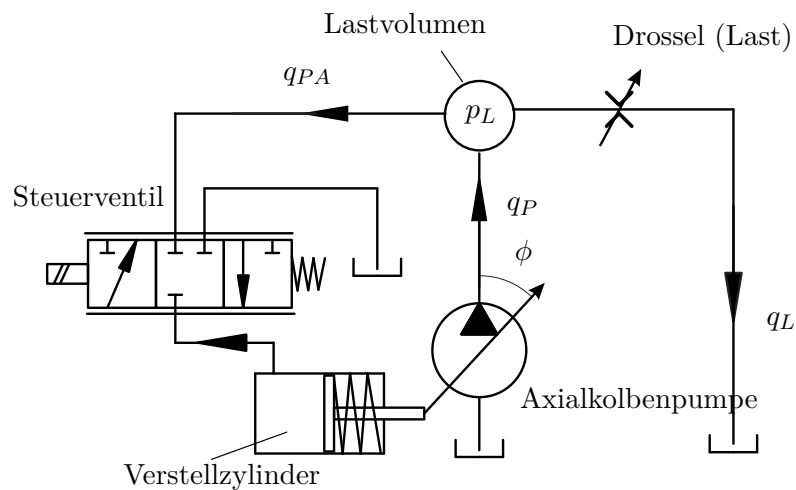 Lastvolumen
Drossel (Last)
q_{PA}
p_L
Steuerventil
q_P
ϕ
q_L
Axialkolbenpumpe
Verstellzylinder